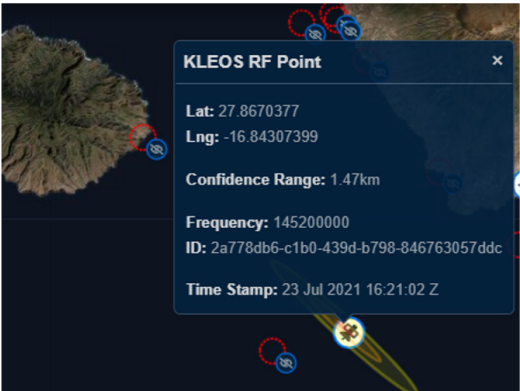 KLEOS RF Point ×
Lat: 27.8670377
Lng: -16.84307399
Confidence Range: 1.47km
Frequency: 145200000
ID: 2a778db6-c1b0-439d-b798-846763057ddc
Time Stamp: 23 Jul 2021 16:21:02 Z